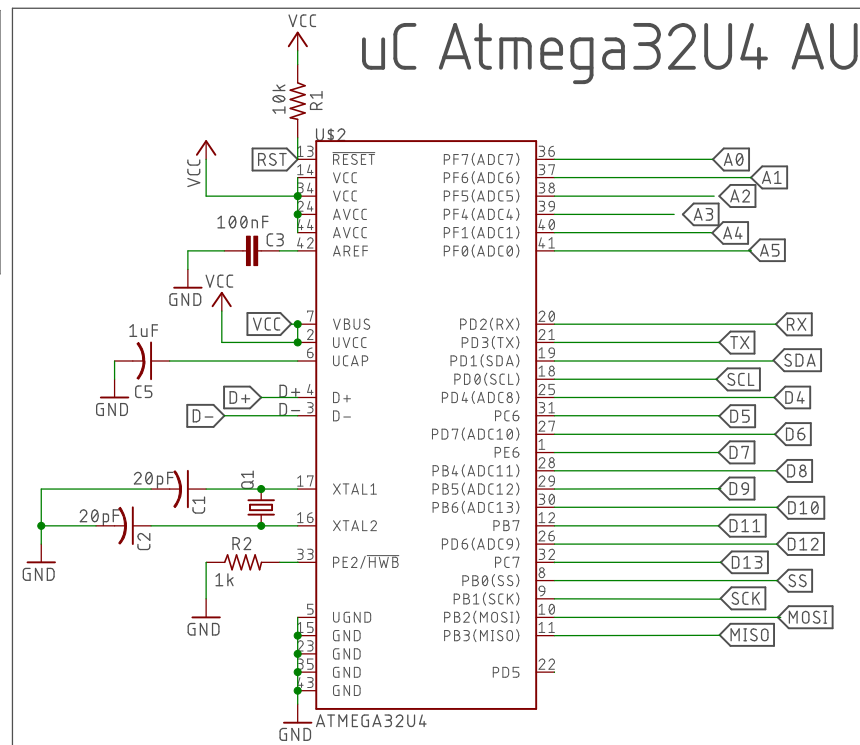 VCC
uC Atmega32U4 AU
10k
R1
U$2
VCC
RST
13 RESET
14 VCC
34 VCC
24 AVCC
44 AVCC
100nF
C3
42 AREF
GND
VCC
VCC
7 VBUS
2 UVCC
1uF
C5
6 UCAP
GND
D+ D+ 4 D+
D- D- 3 D-
20pF
C1
Q1
17 XTAL1
20pF
C2
16 XTAL2
GND
R2
1k
33 PE2/HWB
GND
5 UGND
15 GND
23 GND
35 GND
43 GND
GND
ATMEGA32U4
PF7(ADC7) 36 A0
PF6(ADC6) 37 A1
PF5(ADC5) 38 A2
PF4(ADC4) 39 A3
PF1(ADC1) 40 A4
PF0(ADC0) 41 A5
PD2(RX) 20 RX
PD3(TX) 21 TX
PD1(SDA) 19 SDA
PD0(SCL) 18 SCL
PD4(ADC8) 25 D4
PC6 31 D5
PD7(ADC10) 27 D6
PE6 1 D7
PB4(ADC11) 28 D8
PB5(ADC12) 29 D9
PB6(ADC13) 30 D10
PB7 12 D11
PD6(ADC9) 26 D12
PC7 32 D13
PB0(SS) 8 SS
PB1(SCK) 9 SCK
PB2(MOSI) 10 MOSI
PB3(MISO) 11 MISO
PD5 22